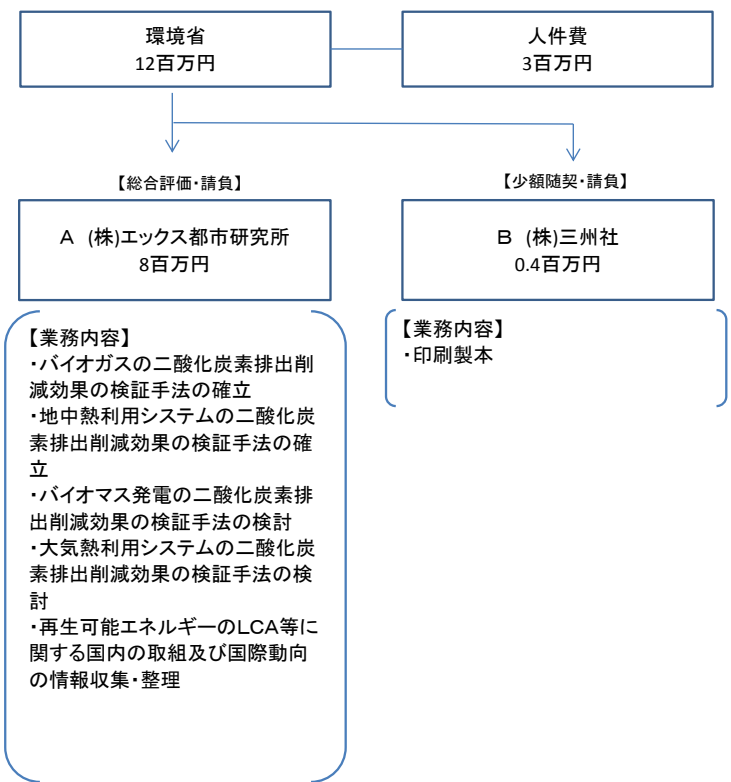 環境省
12百万円
人件費
3百万円
【総合評価・請負】
【少額随契・請負】
A (株)エックス都市研究所
8百万円
B (株)三州社
0.4百万円
【業務内容】
・バイオガスの二酸化炭素排出削
減効果の検証手法の確立
・地中熱利用システムの二酸化炭
素排出削減効果の検証手法の確
立
・バイオマス発電の二酸化炭素排
出削減効果の検証手法の検討
・大気熱利用システムの二酸化炭
素排出削減効果の検証手法の検
討
・再生可能エネルギーのLCA等に
関する国内の取組及び国際動向
の情報収集・整理
【業務内容】
・印刷製本